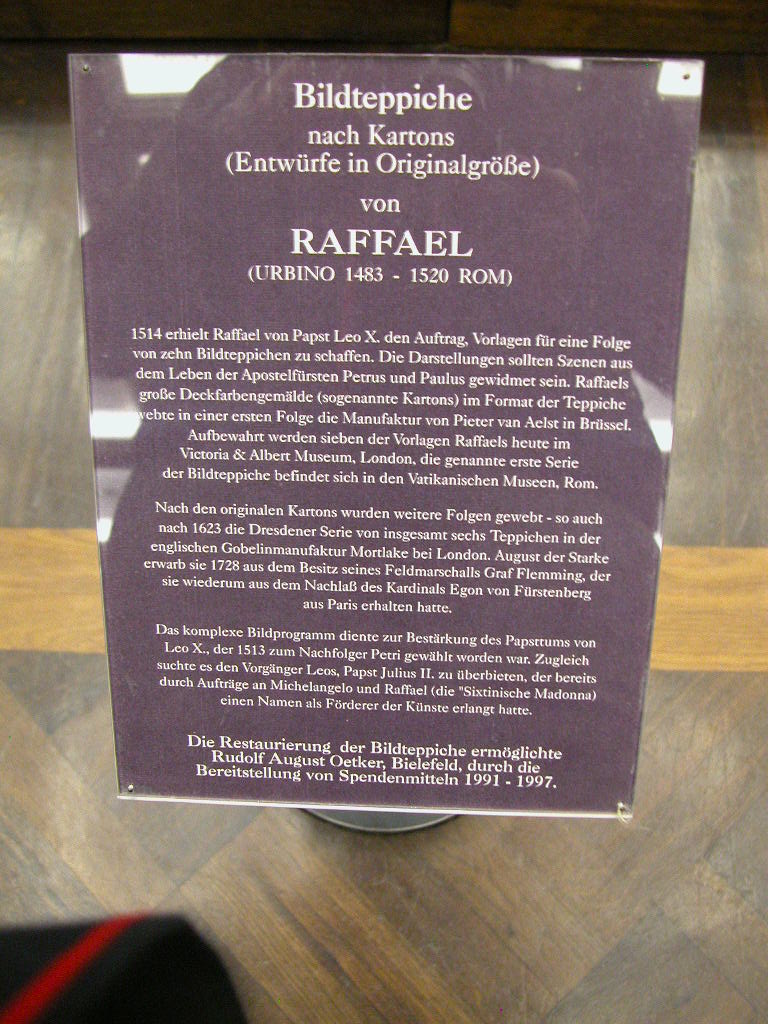 Bildteppiche
nach Kartons
(Entwürfe in Originalgröße)
von
RAFFAEL
(URBINO 1483 - 1520 ROM)
1514 erhielt Raffael von Papst Leo X. den Auftrag, Vorlagen für eine Folge
von zehn Bildteppichen zu schaffen. Die Darstellungen sollten Szenen aus
dem Leben der Apostelfürsten Petrus und Paulus gewidmet sein. Raffaels
große Deckfarbengemälde (sogenannte Kartons) im Format der Teppiche
webte in einer ersten Folge die Manufaktur von Pieter van Aelst in Brüssel.
Aufbewahrt werden sieben der Vorlagen Raffaels heute im
Victoria & Albert Museum, London, die genannte erste Serie
der Bildteppiche befindet sich in den Vatikanischen Museen, Rom.
Nach den originalen Kartons wurden weitere Folgen gewebt - so auch
nach 1623 die Dresdener Serie von insgesamt sechs Teppichen in der
englischen Gobelinmanufaktur Mortlake bei London. August der Starke
erwarb sie 1728 aus dem Besitz seines Feldmarschalls Graf Flemming, der
sie wiederum aus dem Nachlaß des Kardinals Egon von Fürstenberg
aus Paris erhalten hatte.
Das komplexe Bildprogramm diente zur Bestärkung des Papsttums von
Leo X., der 1513 zum Nachfolger Petri gewählt worden war. Zugleich
suchte es den Vorgänger Leos, Papst Julius II. zu überbieten, der bereits
durch Aufträge an Michelangelo und Raffael (die "Sixtinische Madonna)
einen Namen als Förderer der Künste erlangt hatte.
Die Restaurierung der Bildteppiche ermöglichte
Rudolf August Oetker, Bielefeld, durch die
Bereitstellung von Spendenmitteln 1991 - 1997.